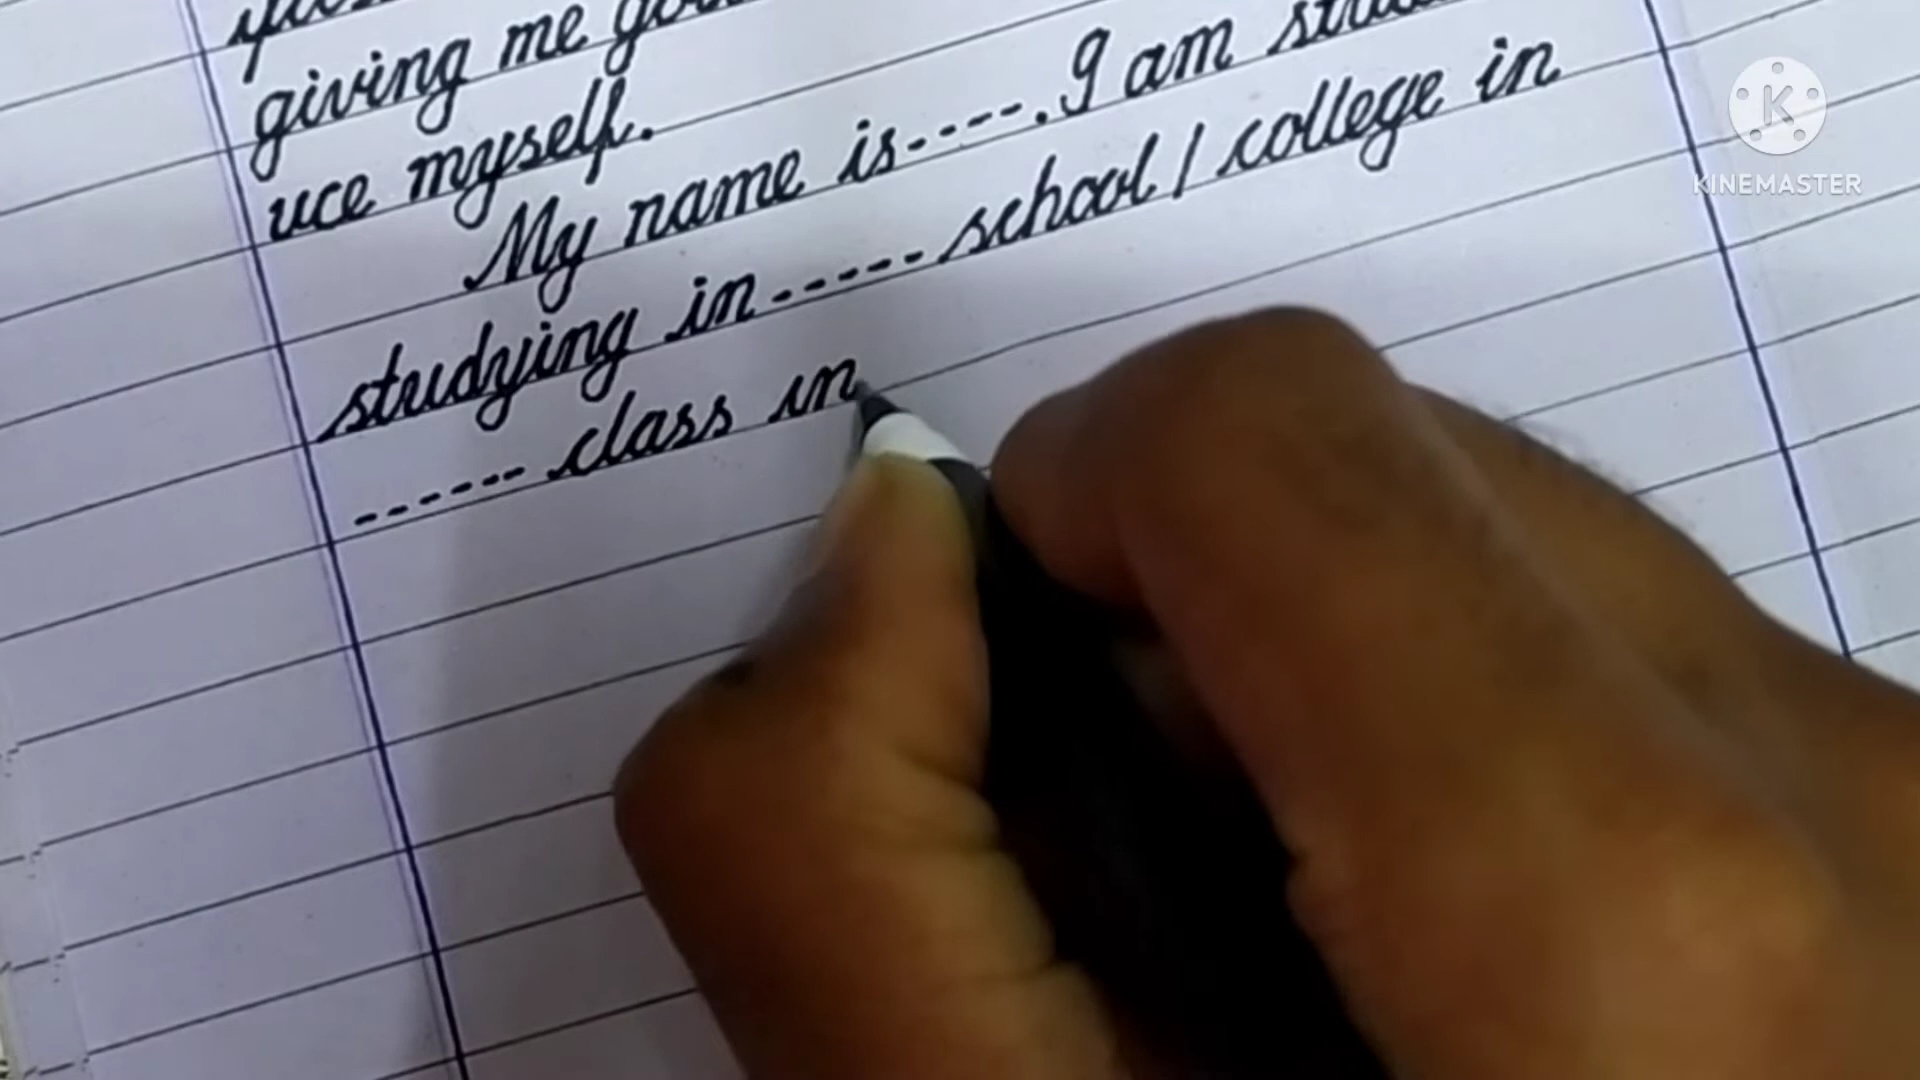 giving me
uce myself.
My name is----. I am
studying in ----- school / college in
------ class in
KINEMASTER